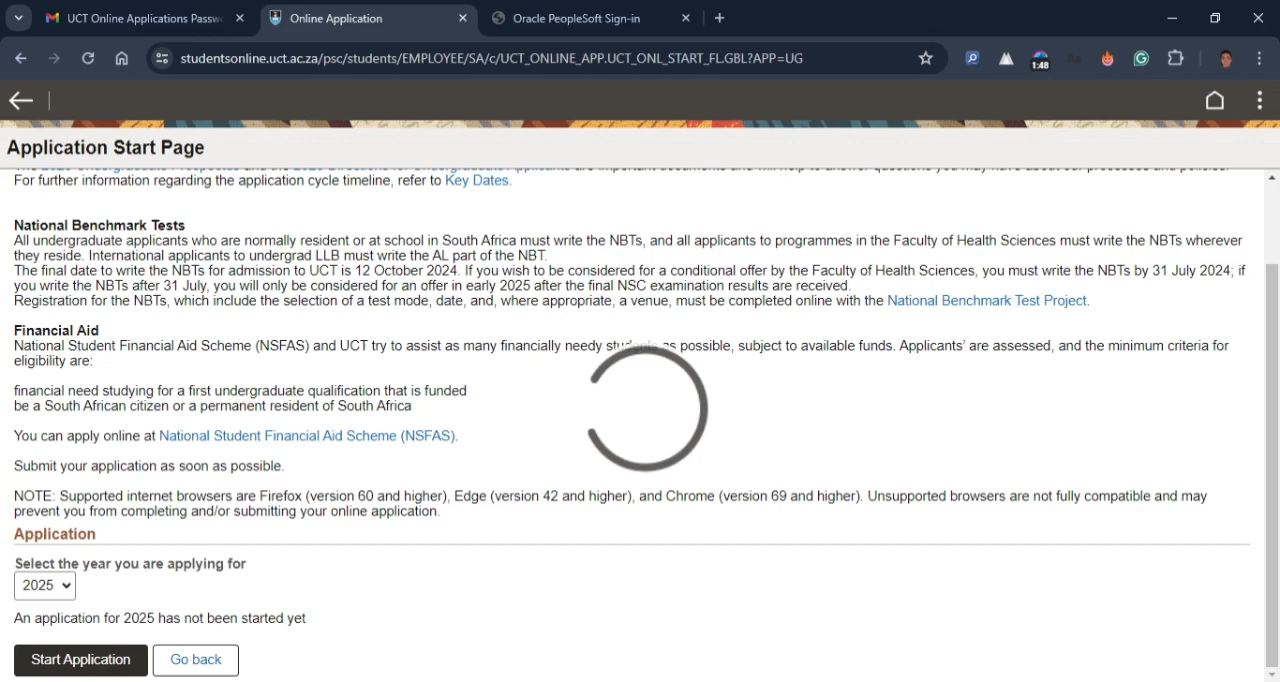 UCT Online Applications Passw
Online Application
Oracle PeopleSoft Sign-in
studentsonline.uct.ac.za/psc/students/EMPLOYEE/SA/c/UCT_ONLINE_APP.UCT_ONL_START_FL.GBL?APP=UG
1:48
Application Start Page
For further information regarding the application cycle timeline, refer to Key Dates.
National Benchmark Tests
All undergraduate applicants who are normally resident or at school in South Africa must write the NBTs, and all applicants to programmes in the Faculty of Health Sciences must write the NBTs wherever
they reside. International applicants to undergrad LLB must write the AL part of the NBT.
The final date to write the NBTs for admission to UCT is 12 October 2024. If you wish to be considered for a conditional offer by the Faculty of Health Sciences, you must write the NBTs by 31 July 2024; if
you write the NBTs after 31 July, you will only be considered for an offer in early 2025 after the final NSC examination results are received.
Registration for the NBTs, which include the selection of a test mode, date, and, where appropriate, a venue, must be completed online with the National Benchmark Test Project.
Financial Aid
National Student Financial Aid Scheme (NSFAS) and UCT try to assist as many financially needy students as possible, subject to available funds. Applicants' are assessed, and the minimum criteria for
eligibility are:
financial need studying for a first undergraduate qualification that is funded
be a South African citizen or a permanent resident of South Africa
You can apply online at National Student Financial Aid Scheme (NSFAS).
Submit your application as soon as possible.
NOTE: Supported internet browsers are Firefox (version 60 and higher), Edge (version 42 and higher), and Chrome (version 69 and higher). Unsupported browsers are not fully compatible and may
prevent you from completing and/or submitting your online application.
Application
Select the year you are applying for
2025
An application for 2025 has not been started yet
Start Application
Go back